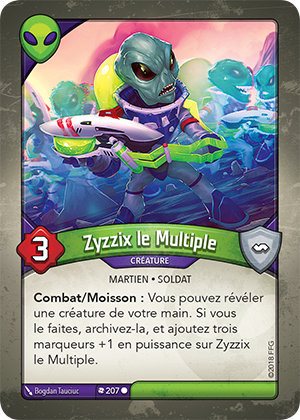 Zyzzix le Multiple
3
CRÉATURE
MARTIEN • SOLDAT
Combat/Moisson : Vous pouvez révéler
une créature de votre main. Si vous
le faites, archivez-la, et ajoutez trois
marqueurs +1 en puissance sur Zyzzix
le Multiple.
Bogdan Tauciuc
207
©2018 FFG